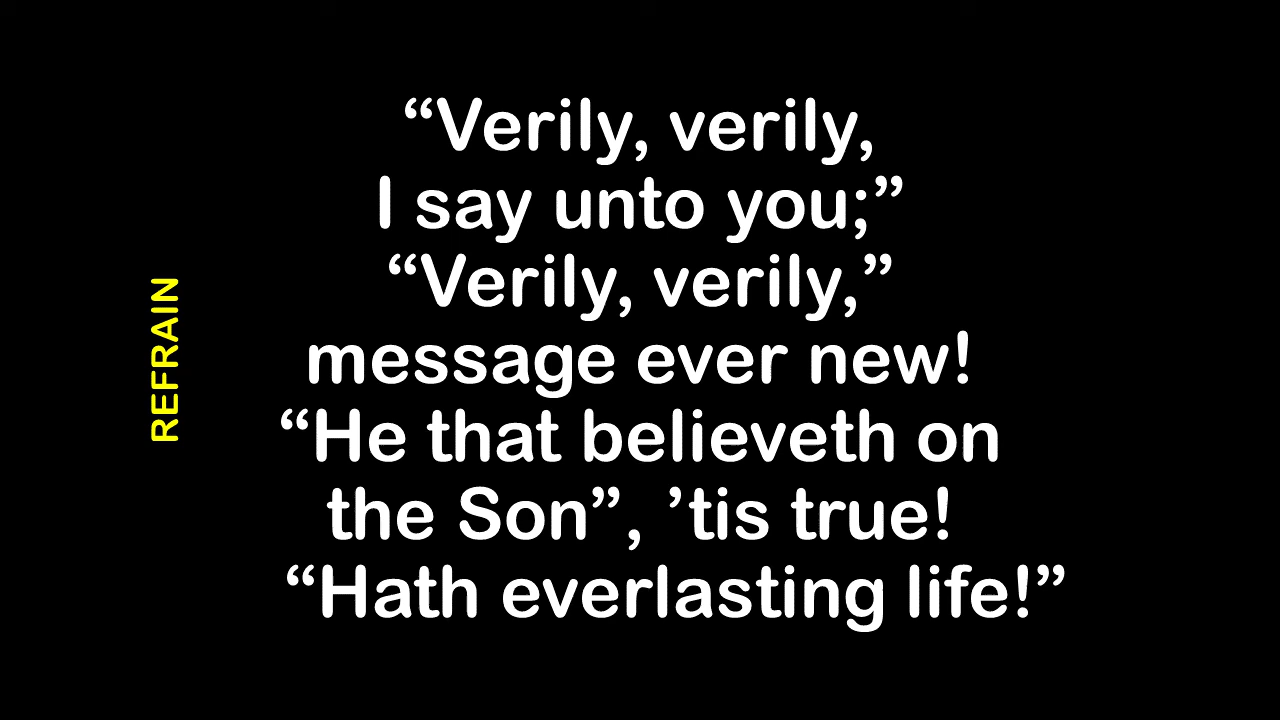 REFRAIN
“Verily, verily,
I say unto you;”
“Verily, verily,”
message ever new!
“He that believeth on
the Son”, ’tis true!
“Hath everlasting life!”